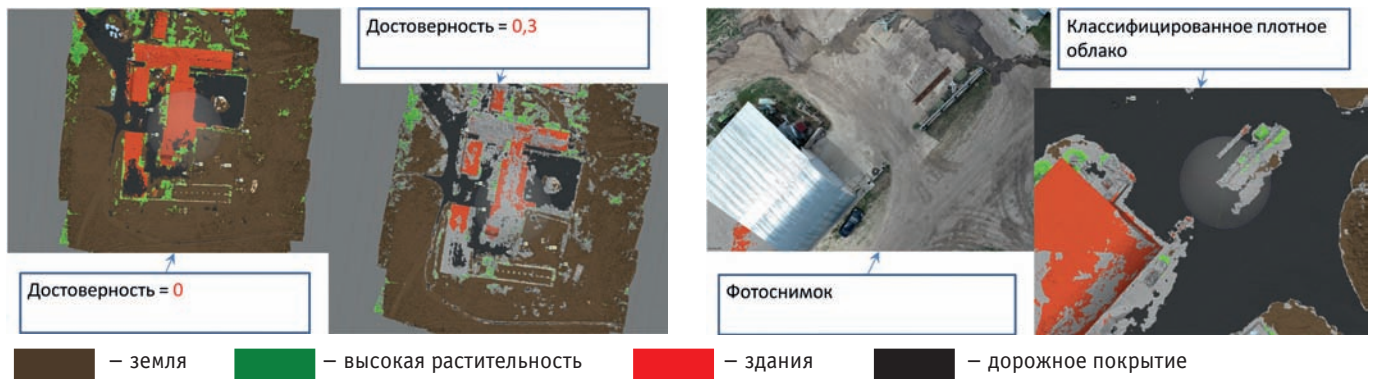 Достоверность = 0,3
Достоверность = 0
Классифицированное плотное
облако
Фотоснимок
– земля
– высокая растительность
– здания
– дорожное покрытие